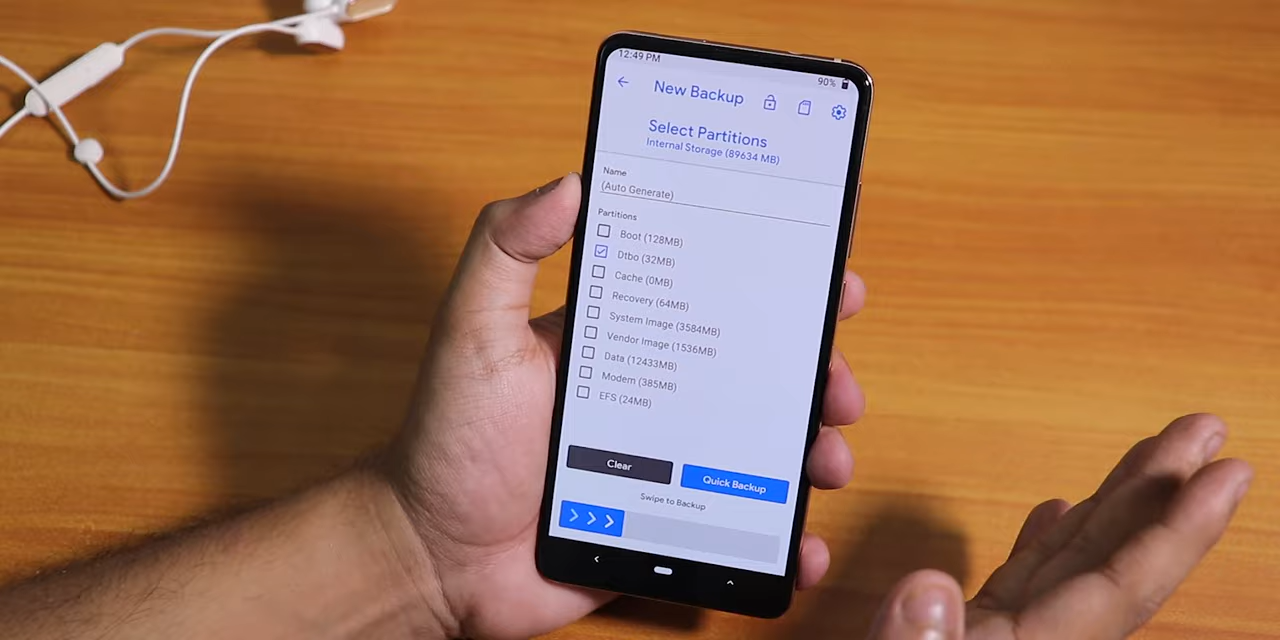 12:49 PM
90%
New Backup
Select Partitions
Internal Storage (89634 MB)
Name
(Auto Generate)
Partitions
Boot (128MB)
Dtbo (32MB)
Cache (0MB)
Recovery (64MB)
System Image (3584MB)
Vendor Image (1536MB)
Data (12433MB)
Modem (385MB)
EFS (24MB)
Clear
Quick Backup
Swipe to Backup